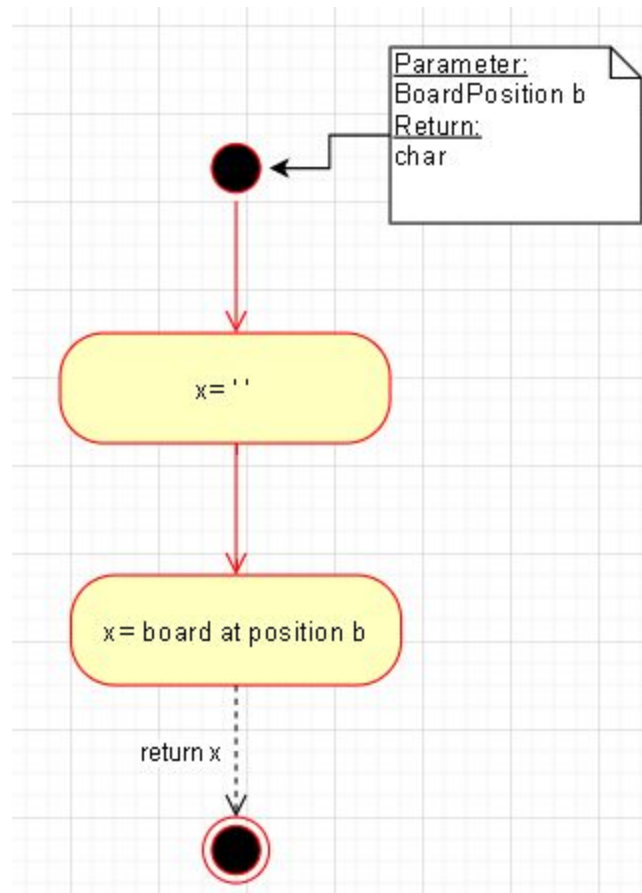 Parameter:
BoardPosition b
Return:
char
x= ' '
x= board at position b
return x